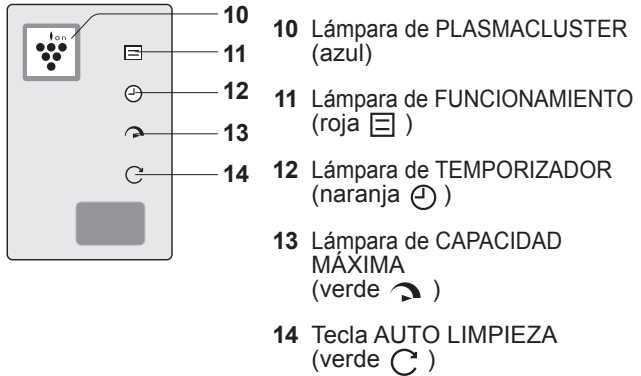 Ion
10
11
12
13
14
10 Lámpara de PLASMACLUSTER
(azul)
11 Lámpara de FUNCIONAMIENTO
(roja )
12 Lámpara de TEMPORIZADOR
(naranja )
13 Lámpara de CAPACIDAD
MÁXIMA
(verde )
14 Tecla AUTO LIMPIEZA
(verde )